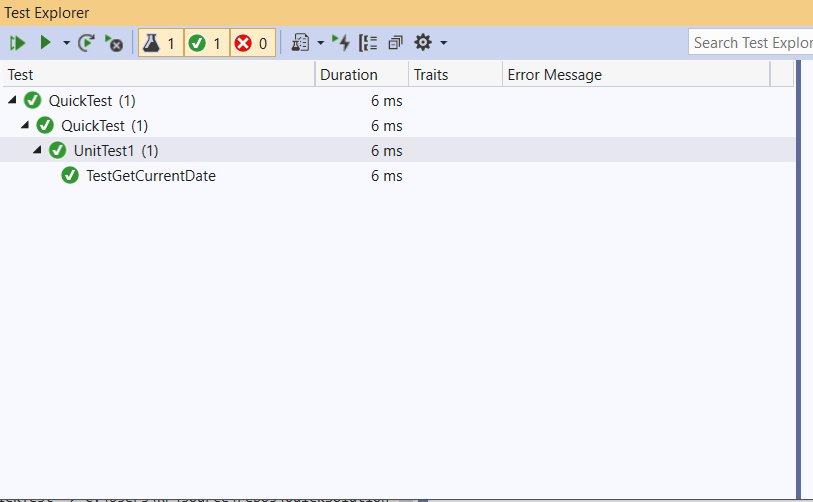 Test Explorer
1 1 0
Search Test Explor
Test Duration Traits Error Message
QuickTest (1) 6 ms
QuickTest (1) 6 ms
UnitTest1 (1) 6 ms
TestGetCurrentDate 6 ms